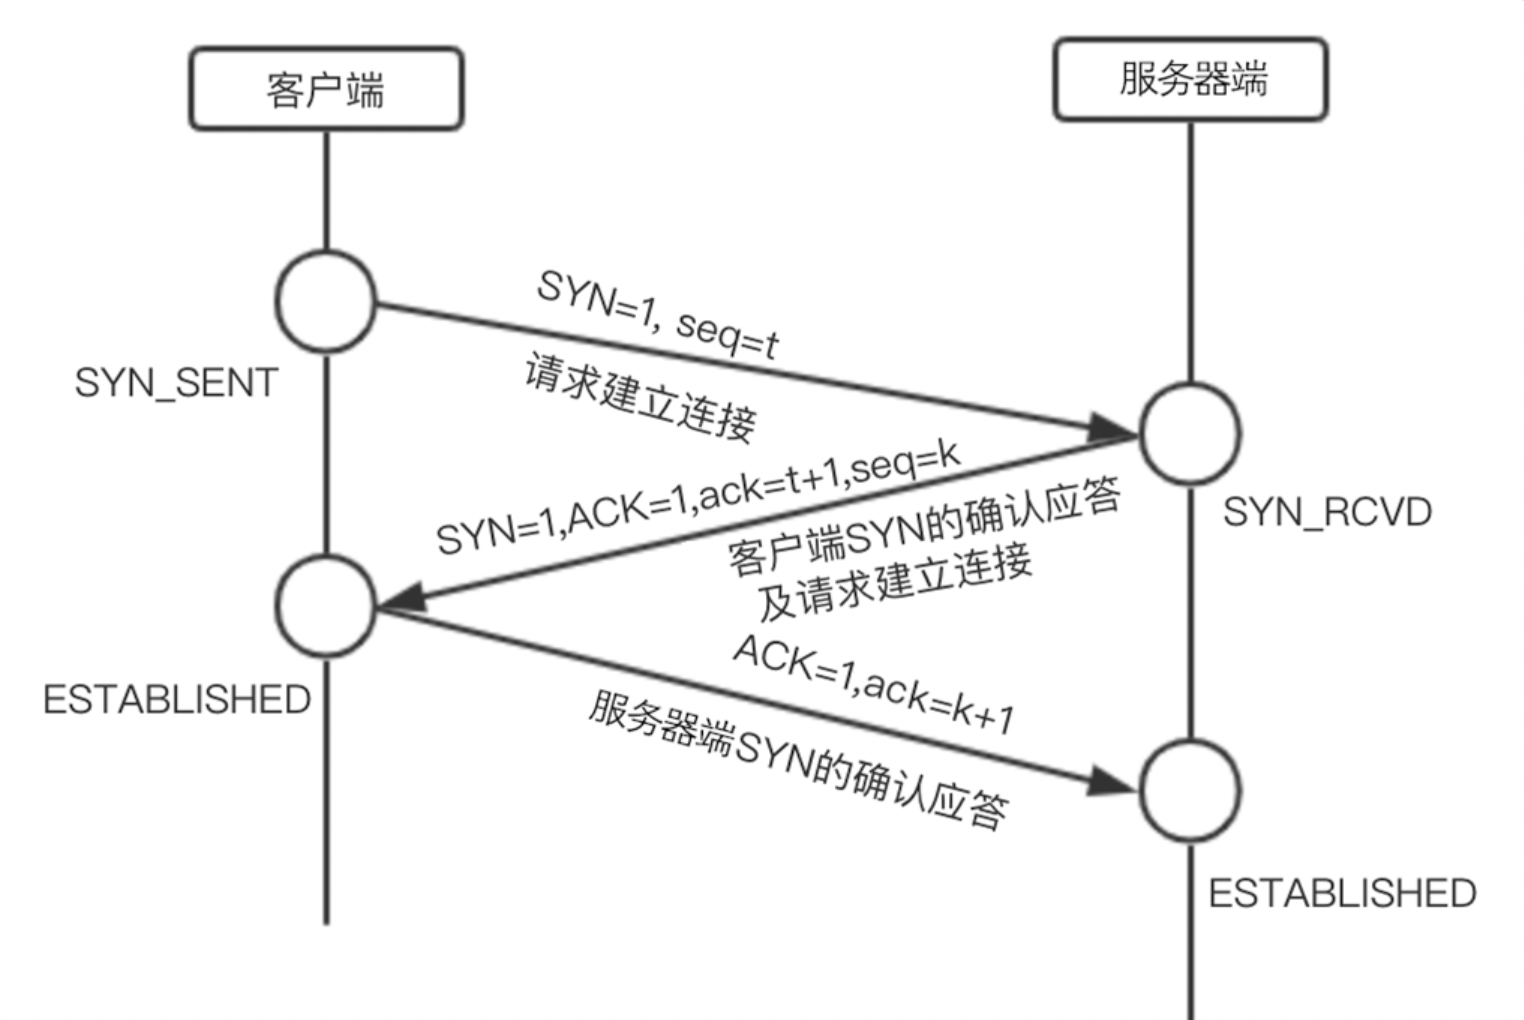 客户端
服务器端
SYN=1, seq=t
请求建立连接
SYN_SENT
SYN=1,ACK=1,ack=t+1,seq=k
客户端SYN的确认应答
及请求建立连接
SYN_RCVD
ACK=1,ack=k+1
服务器端SYN的确认应答
ESTABLISHED
ESTABLISHED